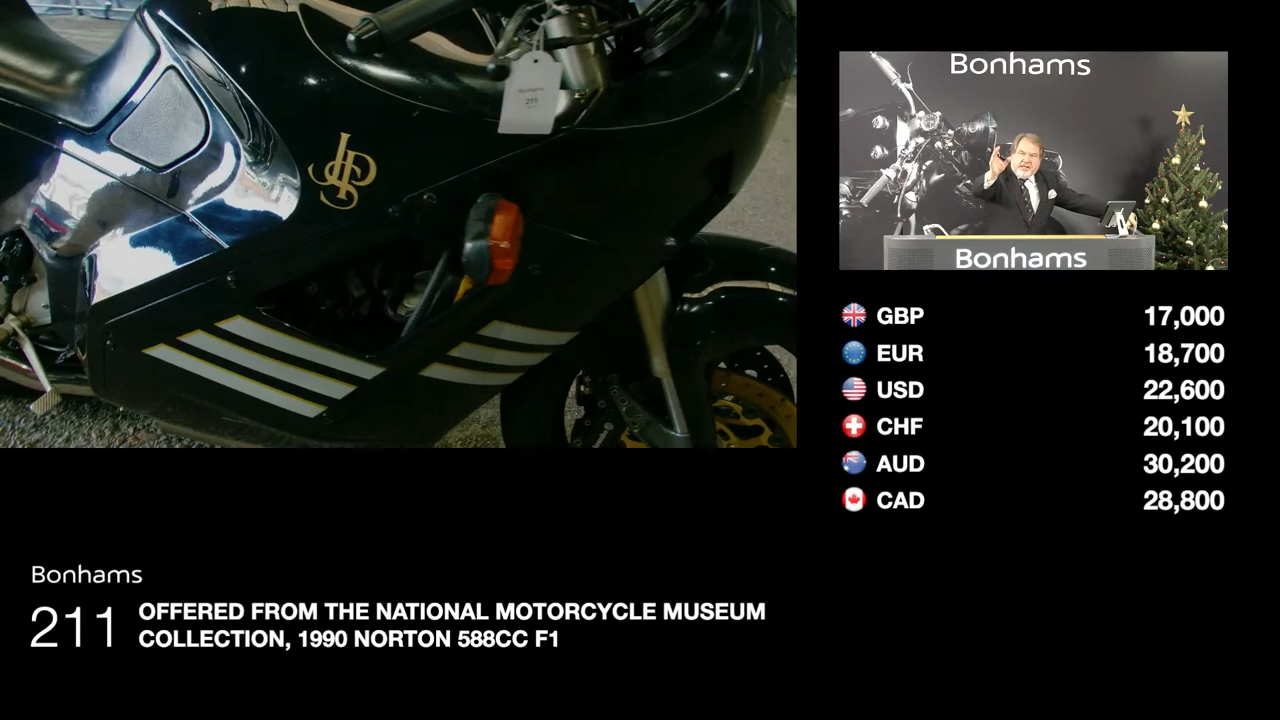 JPS
Bonhams
211
Bonhams
Bonhams
GBP 17,000
EUR 18,700
USD 22,600
CHF 20,100
AUD 30,200
CAD 28,800
Bonhams
211
OFFERED FROM THE NATIONAL MOTORCYCLE MUSEUM
COLLECTION, 1990 NORTON 588CC F1